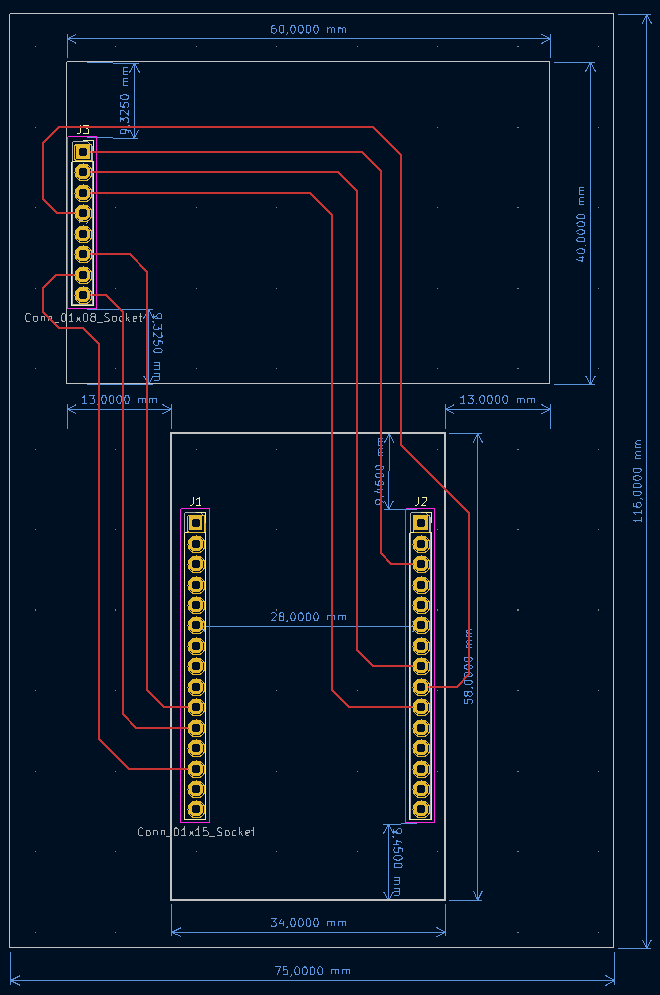 60,0000 mm
9,3250 mm
J3
40,0000 mm
Conn_01x08_Socket
9,3250 mm
13,0000 mm
13,0000 mm
116,0000 mm
9,4500 mm
J1
J2
28,0000 mm
58,0000 mm
Conn_01x15_Socket
9,4500 mm
34,0000 mm
75,0000 mm